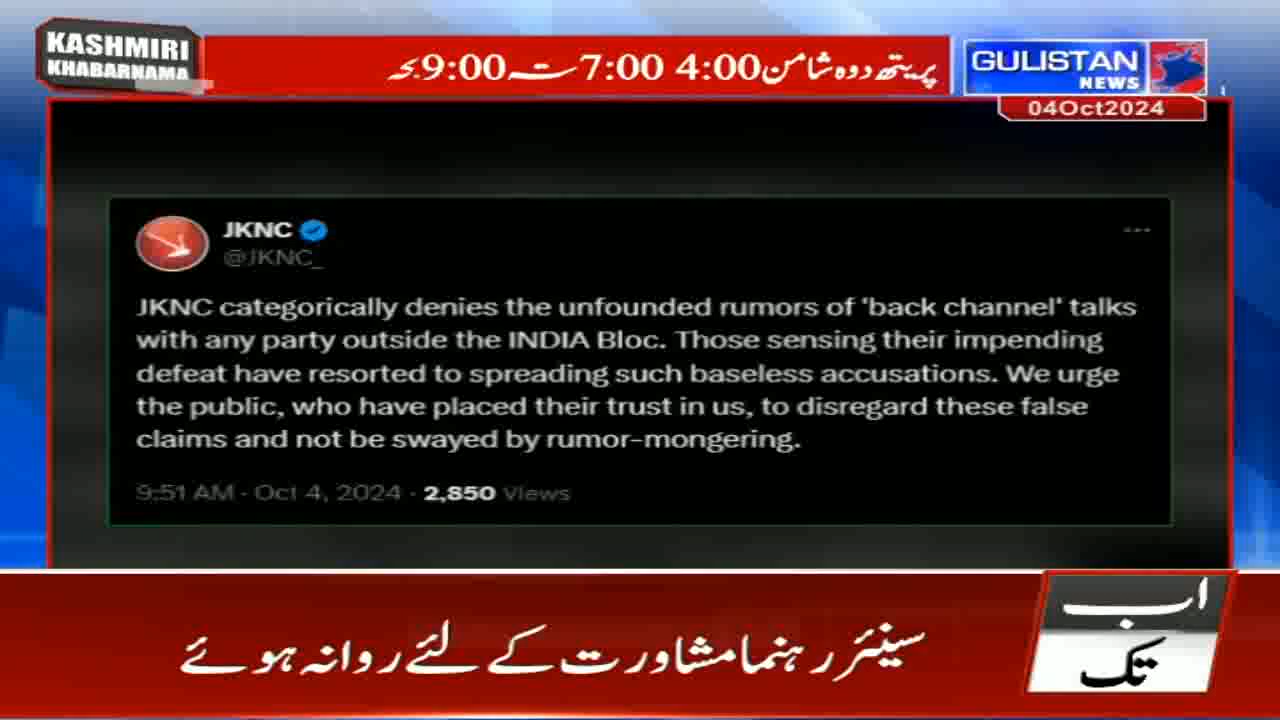 KASHMIRI
KHABARNAMA
پریتھ دوہ شامن 4:00 7:00 تہ 9:00 بجہ
GULISTAN
NEWS
04Oct2024
JKNC
@JKNC_
JKNC categorically denies the unfounded rumors of 'back channel' talks
with any party outside the INDIA Bloc. Those sensing their impending
defeat have resorted to spreading such baseless accusations. We urge
the public, who have placed their trust in us, to disregard these false
claims and not be swayed by rumor-mongering.
9:51 AM · Oct 4, 2024 · 2,850 Views
اب
تک
سینئر رہنما مشاورت کے لئے روانہ ہوئے